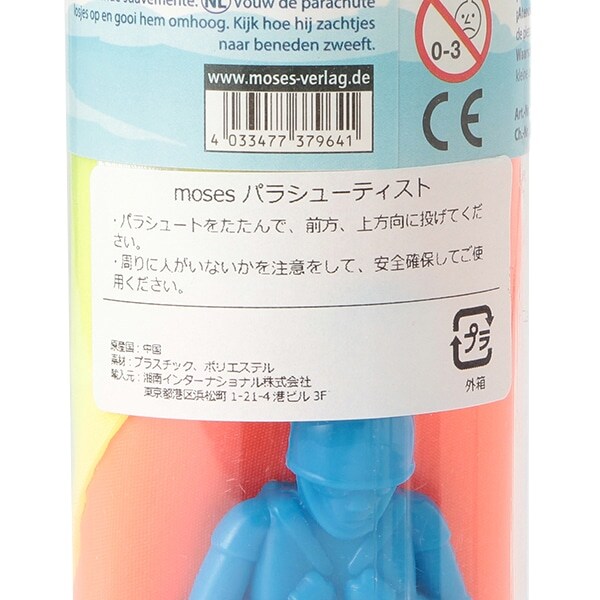 suavemente. NL Vouw de parachute
losjes op en gooi hem omhoog. Kijk hoe hij zachtjes
naar beneden zweeft.
0-3
www.moses-verlag.de
CE
4 033477 379641
Art.-
Ch.-
moses パラシューティスト
・パラシュートをたたんで、前方、上方向に投げてくだ
さい。
・周りに人がいないかを注意をして、安全確保してご使
用ください。
原産国：中国
素材：プラスチック、ポリエステル
輸入元：湘南インターナショナル株式会社
東京都港区浜松町 1-21-4 港ビル 3F
プラ
外箱